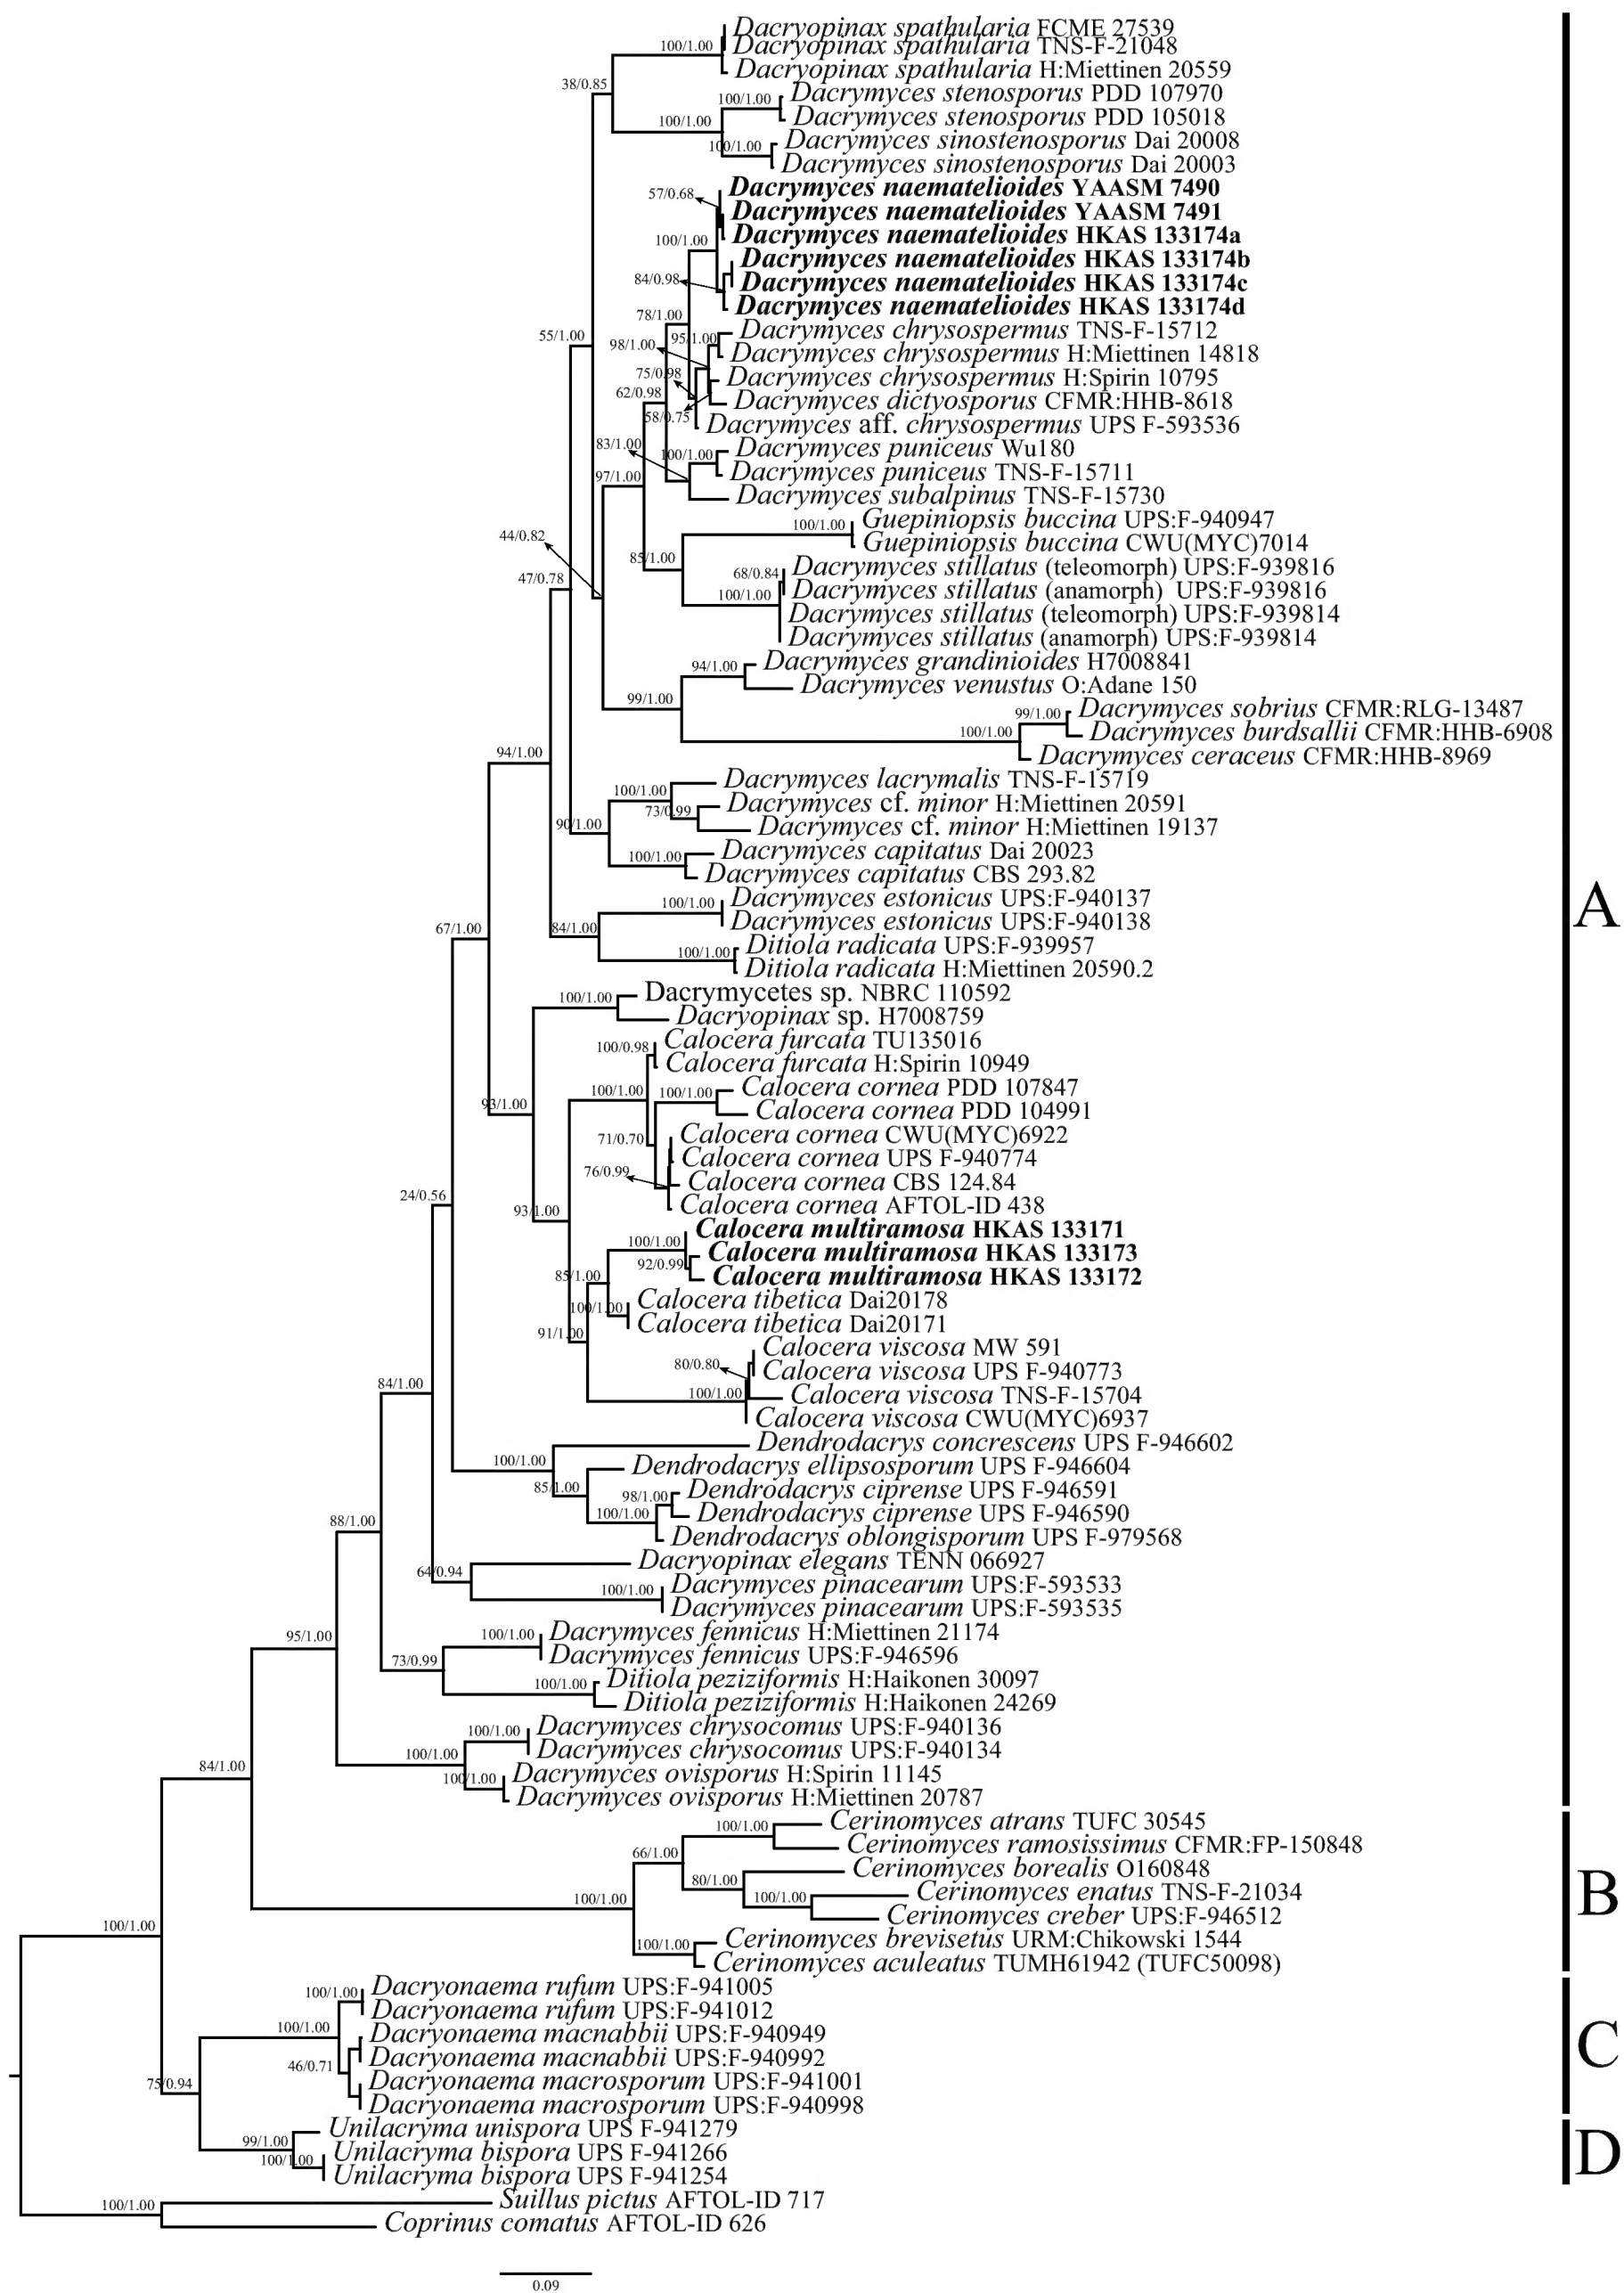 Dacryopinax spathularia FCME 27539
Dacryopinax spathularia TNS-F-21048
100/1.00
Dacryopinax spathularia H:Miettinen 20559
38/0.85
Dacrymyces stenosporus PDD 107970
100/1.00
Dacrymyces stenosporus PDD 105018
100/1.00
Dacrymyces sinostenosporus Dai 20008
100/1.00
Dacrymyces sinostenosporus Dai 20003
Dacrymyces naematelioides YAASM 7490
57/0.68
Dacrymyces naematelioides YAASM 7491
Dacrymyces naematelioides HKAS 133174a
100/1.00
Dacrymyces naematelioides HKAS 133174b
84/0.98
Dacrymyces naematelioides HKAS 133174c
Dacrymyces naematelioides HKAS 133174d
78/1.00
Dacrymyces chrysospermus TNS-F-15712
55/1.00
95/1.00
98/1.00
Dacrymyces chrysospermus H:Miettinen 14818
75/0.98
Dacrymyces chrysospermus H:Spirin 10795
62/0.98
Dacrymyces dictyosporus CFMR:HHB-8618
58/0.75
Dacrymyces aff. chrysospermus UPS F-593536
83/1.00
Dacrymyces puniceus Wu180
100/1.00
Dacrymyces puniceus TNS-F-15711
97/1.00
Dacrymyces subalpinus TNS-F-15730
Guepiniopsis buccina UPS:F-940947
100/1.00
44/0.82
Guepiniopsis buccina CWU(MYC)7014
85/1.00
Dacrymyces stillatus (teleomorph) UPS:F-939816
68/0.84
47/0.78
Dacrymyces stillatus (anamorph) UPS:F-939816
100/1.00
Dacrymyces stillatus (teleomorph) UPS:F-939814
Dacrymyces stillatus (anamorph) UPS:F-939814
Dacrymyces grandinioides H7008841
94/1.00
Dacrymyces venustus O:Adane 150
99/1.00
Dacrymyces sobrius CFMR:RLG-13487
99/1.00
Dacrymyces burdsallii CFMR:HHB-6908
100/1.00
Dacrymyces ceraceus CFMR:HHB-8969
94/1.00
Dacrymyces lacrymalis TNS-F-15719
100/1.00
Dacrymyces cf. minor H:Miettinen 20591
73/0.99
Dacrymyces cf. minor H:Miettinen 19137
90/1.00
Dacrymyces capitatus Dai 20023
100/1.00
Dacrymyces capitatus CBS 293.82
Dacrymyces estonicus UPS:F-940137
100/1.00
A
Dacrymyces estonicus UPS:F-940138
84/1.00
67/1.00
Ditiola radicata UPS:F-939957
100/1.00
Ditiola radicata H:Miettinen 20590.2
Dacrymycetes sp. NBRC 110592
100/1.00
Dacryopinax sp. H7008759
Calocera furcata TU135016
100/0.98
Calocera furcata H:Spirin 10949
Calocera cornea PDD 107847
100/1.00
100/1.00
93/1.00
Calocera cornea PDD 104991
Calocera cornea CWU(MYC)6922
71/0.70
Calocera cornea UPS F-940774
76/0.99
Calocera cornea CBS 124.84
24/0.56
Calocera cornea AFTOL-ID 438
93/1.00
Calocera multiramosa HKAS 133171
100/1.00
Calocera multiramosa HKAS 133173
92/0.99
Calocera multiramosa HKAS 133172
85/1.00
Calocera tibetica Dai20178
100/1.00
Calocera tibetica Dai20171
91/1.00
Calocera viscosa MW 591
80/0.80
Calocera viscosa UPS F-940773
84/1.00
Calocera viscosa TNS-F-15704
100/1.00
Calocera viscosa CWU(MYC)6937
Dendrodacrys concrescens UPS F-946602
100/1.00
Dendrodacrys ellipsosporum UPS F-946604
85/1.00
Dendrodacrys ciprense UPS F-946591
98/1.00
Dendrodacrys ciprense UPS F-946590
100/1.00
88/1.00
Dendrodacrys oblongisporum UPS F-979568
Dacryopinax elegans TENN 066927
64/0.94
Dacrymyces pinacearum UPS:F-593533
100/1.00
Dacrymyces pinacearum UPS:F-593535
Dacrymyces fennicus H:Miettinen 21174
100/1.00
95/1.00
Dacrymyces fennicus UPS:F-946596
73/0.99
Ditiola peziziformis H:Haikonen 30097
100/1.00
Ditiola peziziformis H:Haikonen 24269
Dacrymyces chrysocomus UPS:F-940136
100/1.00
Dacrymyces chrysocomus UPS:F-940134
100/1.00
84/1.00
Dacrymyces ovisporus H:Spirin 11145
100/1.00
Dacrymyces ovisporus H:Miettinen 20787
Cerinomyces atrans TUFC 30545
100/1.00
Cerinomyces ramosissimus CFMR:FP-150848
66/1.00
Cerinomyces borealis O160848
80/1.00
Cerinomyces enatus TNS-F-21034
100/1.00
B
100/1.00
Cerinomyces creber UPS:F-946512
100/1.00
Cerinomyces brevisetus URM:Chikowski 1544
100/1.00
Cerinomyces aculeatus TUMH61942 (TUFC50098)
Dacryonaema rufum UPS:F-941005
100/1.00
Dacryonaema rufum UPS:F-941012
100/1.00
Dacryonaema macnabbii UPS:F-940949
C
Dacryonaema macnabbii UPS:F-940992
46/0.71
75/0.94
Dacryonaema macrosporum UPS:F-941001
Dacryonaema macrosporum UPS:F-940998
Unilacryma unispora UPS F-941279
99/1.00
Unilacryma bispora UPS F-941266
D
100/1.00
Unilacryma bispora UPS F-941254
Suillus pictus AFTOL-ID 717
100/1.00
Coprinus comatus AFTOL-ID 626
0.09